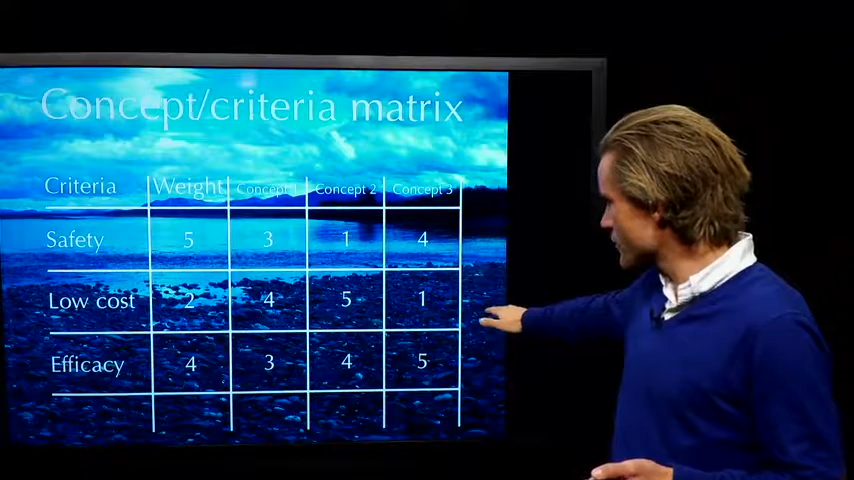 Concept/criteria matrix
Criteria Weight Concept 1 Concept 2 Concept 3
Safety 5 3 1 4
Low cost 2 4 5 1
Efficacy 4 3 4 5